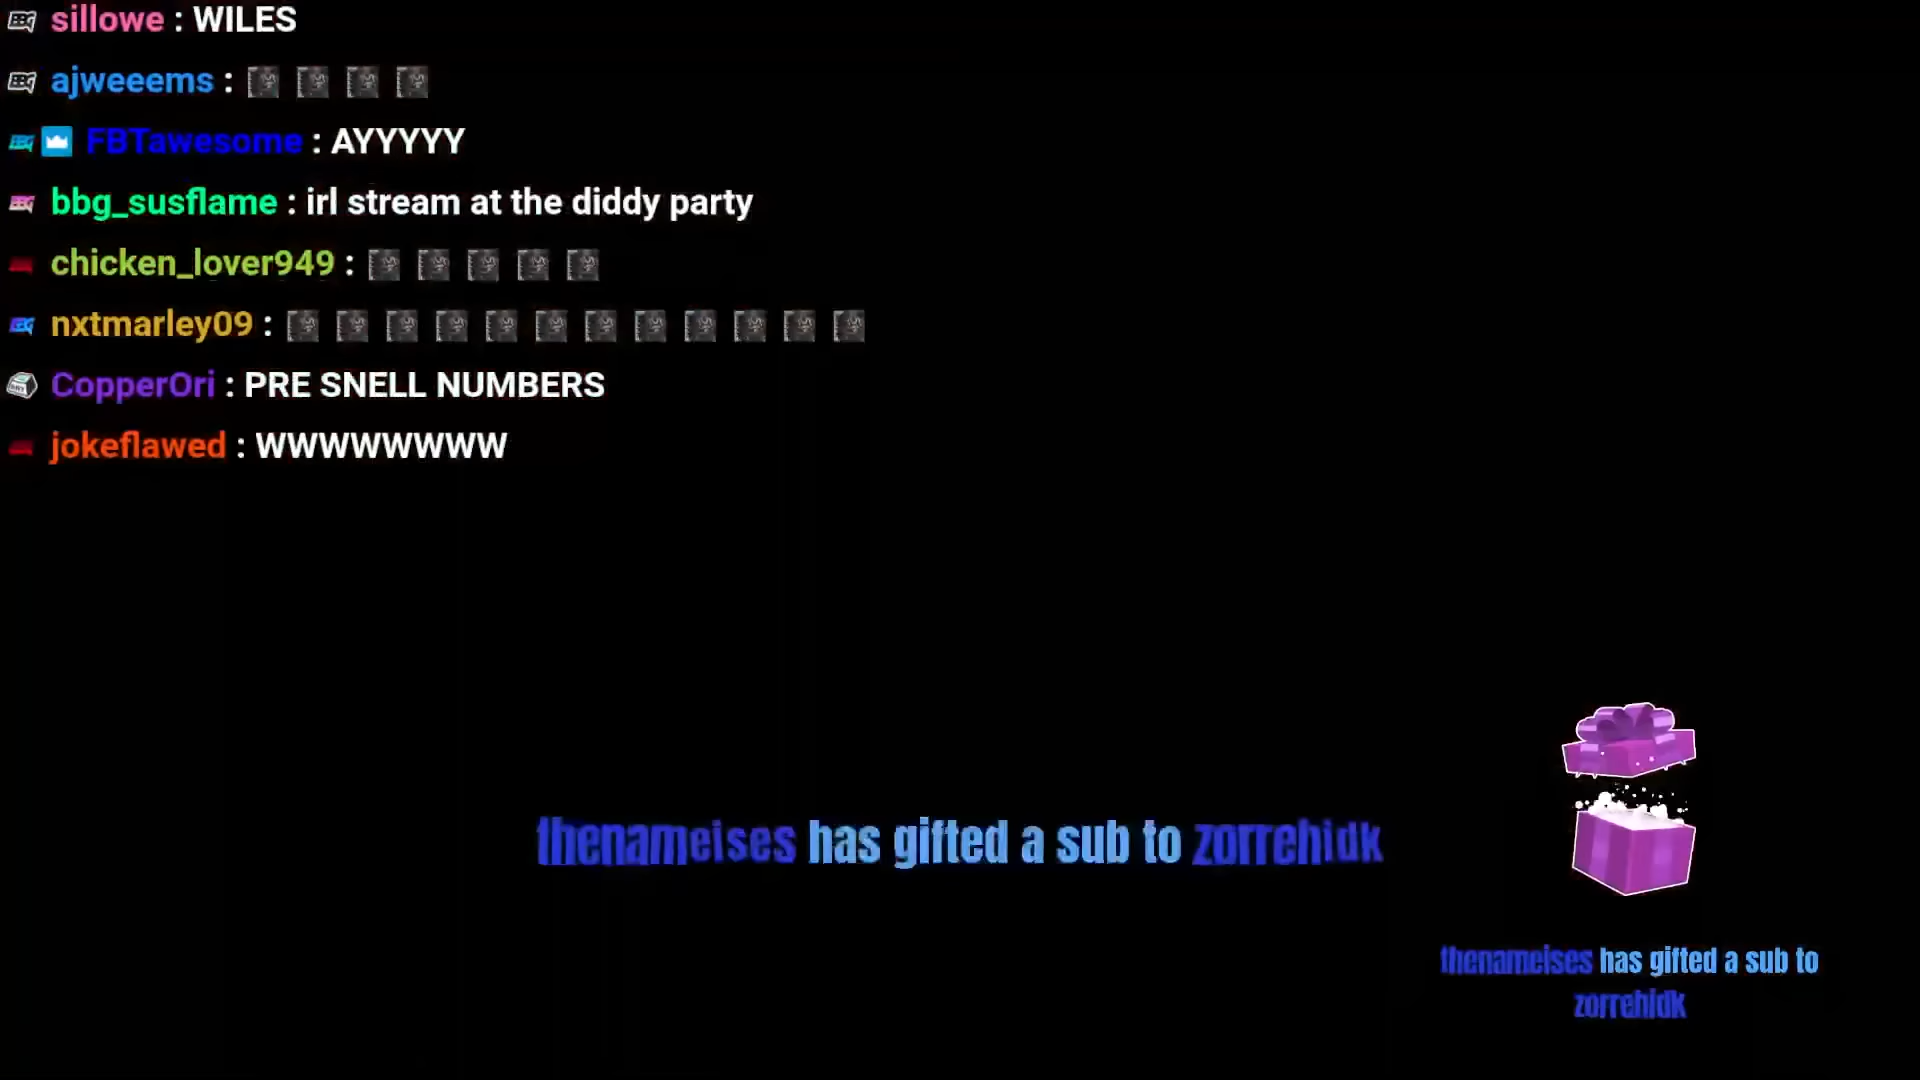 sillowe : WILES
ajweeems :
FBTawesome : AYYYYY
bbg_susflame : irl stream at the diddy party
chicken_lover949 :
nxtmarley09 :
CopperOri : PRE SNELL NUMBERS
jokeflawed : WWWWWWWW
thenameises has gifted a sub to zorrehidk
thenameises has gifted a sub to
zorrehidk